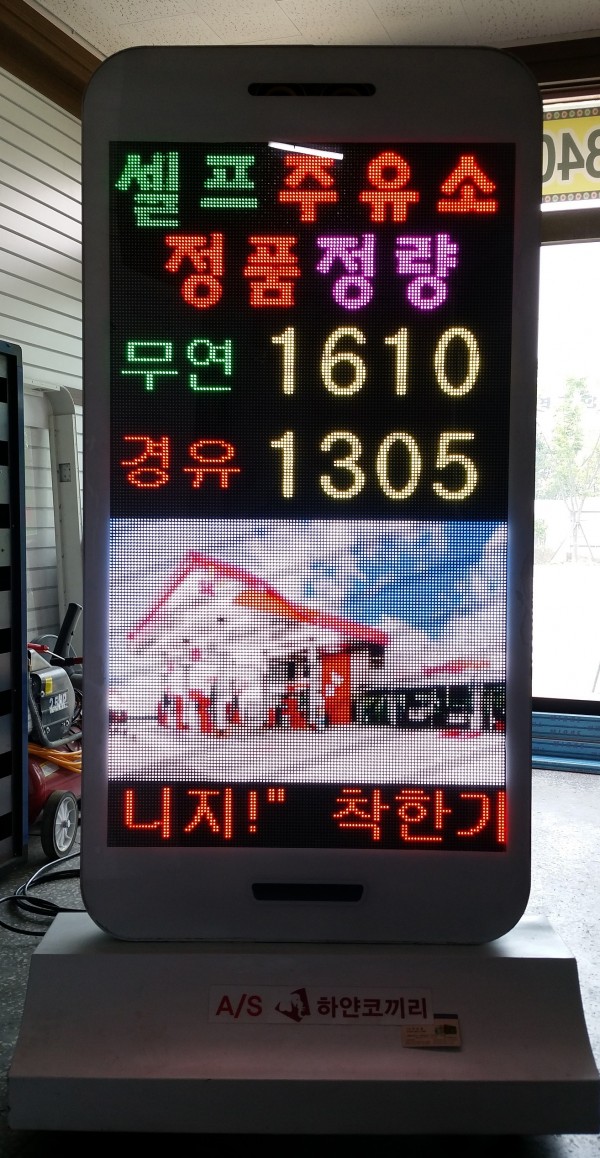 셀프주유소
정품정량
무연 1610
경유 1305
니지!" 착한기
A/S 하얀코끼리